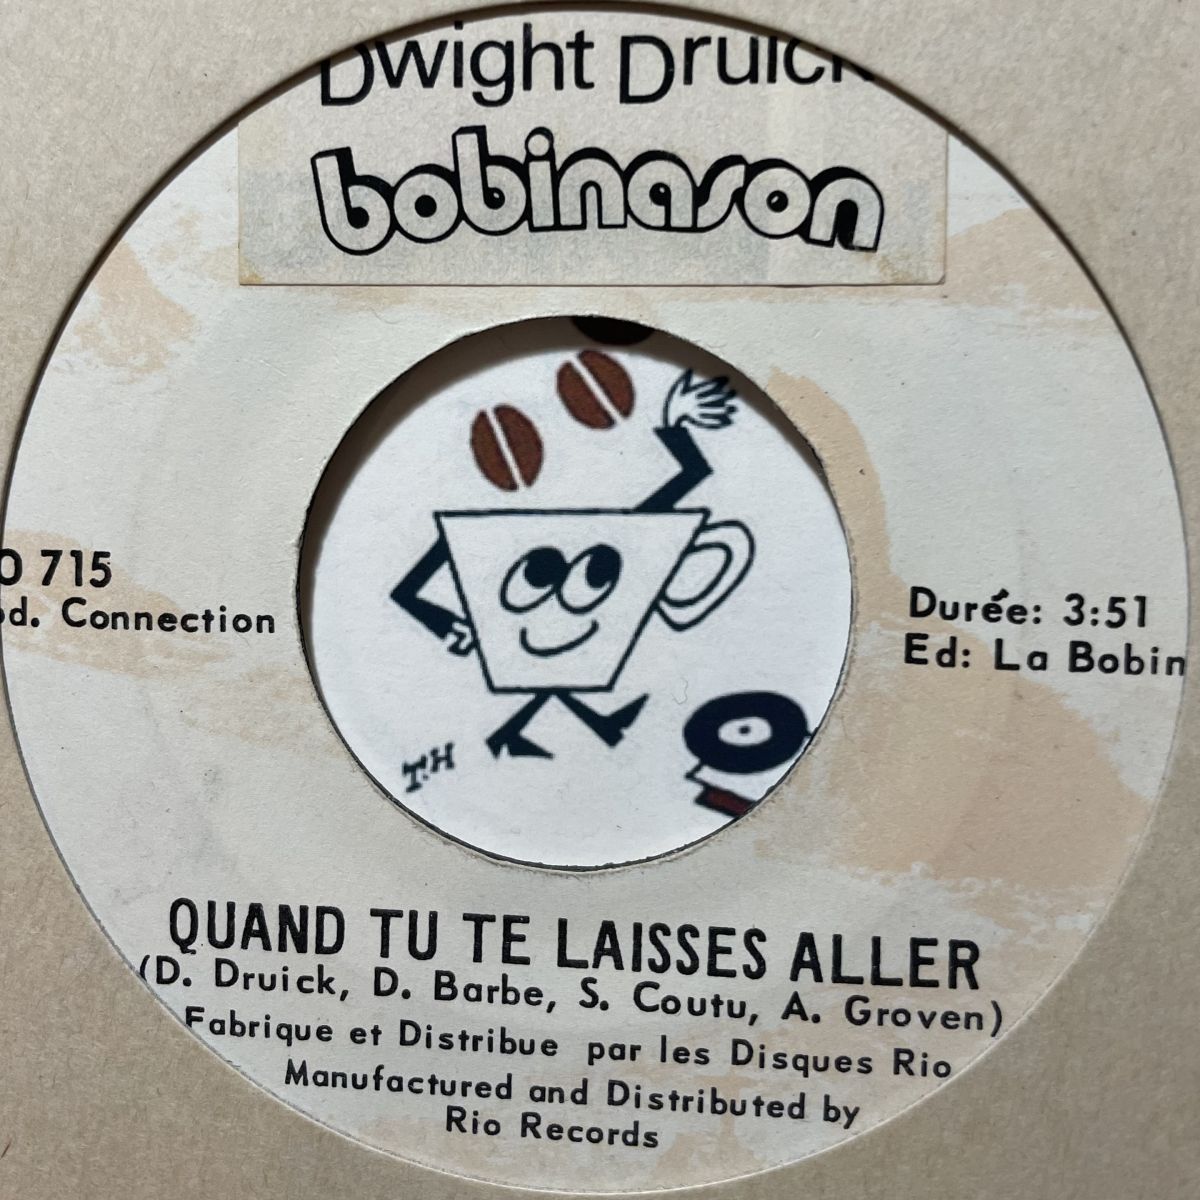 Dwight Druick
bobinason
O 715
od. Connection
Durée: 3:51
Ed: La Bobin
T.H
QUAND TU TE LAISSES ALLER
(D. Druick, D. Barbe, S. Coutu, A. Groven)
Fabrique et Distribue par les Disques Rio
Manufactured and Distributed by
Rio Records